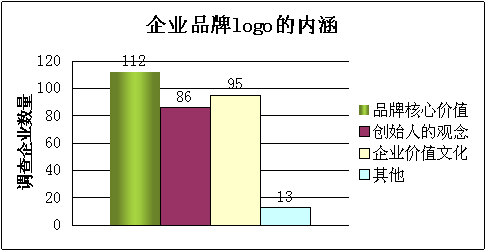 企业品牌logo的内涵
调查企业数量
120
100
80
60
40
20
0
112
86
95
13
品牌核心价值
创始人的观念
企业价值文化
其他